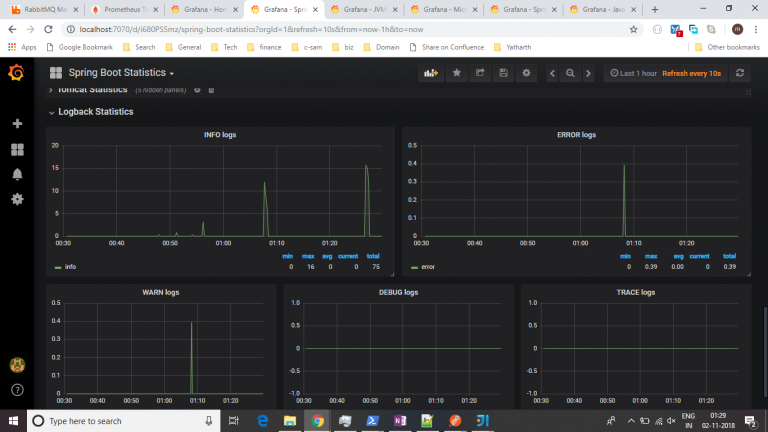 RabbitMQ Ma
Prometheus Ti
Grafana - Hom
Grafana - Spri
Grafana - JVM
Grafana - Mic
Grafana - Spri
Grafana - Jaxo
localhost:7070/d/i680PS5mz/spring-boot-statistics?orgId=1&refresh=10s&from=now-1h&to=now
Apps Google Bookmark Search General Tech finance c-sam biz Domain Share on Confluence Yatharth Other bookmarks
Spring Boot Statistics Last 1 hour Refresh every 10s
Tomcat Statistics (5 hidden panels)
Logback Statistics
INFO logs
20
15
10
5
0
00:30 00:40 00:50 01:00 01:10 01:20
min max avg current total
info 0 16 0 0 75
ERROR logs
0.5
0.4
0.3
0.2
0.1
0
00:30 00:40 00:50 01:00 01:10 01:20
min max avg current total
error 0 0.39 0.00 0 0.39
WARN logs
0.5
0.4
0.3
0.2
0.1
0
00:30 00:40 00:50 01:00 01:10 01:20
DEBUG logs
1.0
0.5
0
-0.5
-1.0
00:30 00:40 00:50 01:00 01:10 01:20
TRACE logs
1.0
0.5
0
-0.5
-1.0
00:30 00:40 00:50 01:00 01:10 01:20
Type here to search
ENG
IN
01:29
02-11-2018